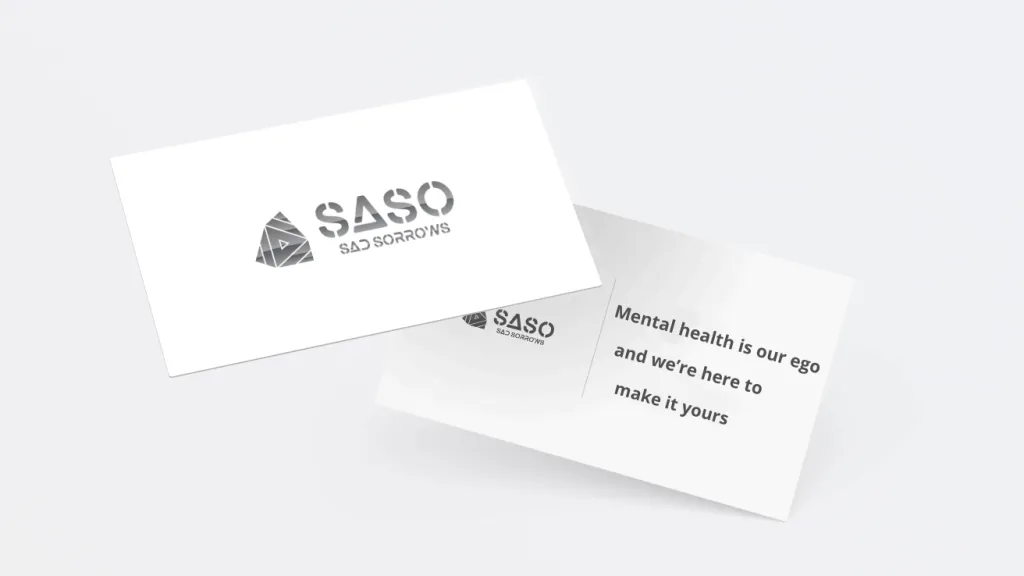 SASO
SAD SORROWS
SASO
SAD SORROWS
Mental health is our ego
and we’re here to
make it yours